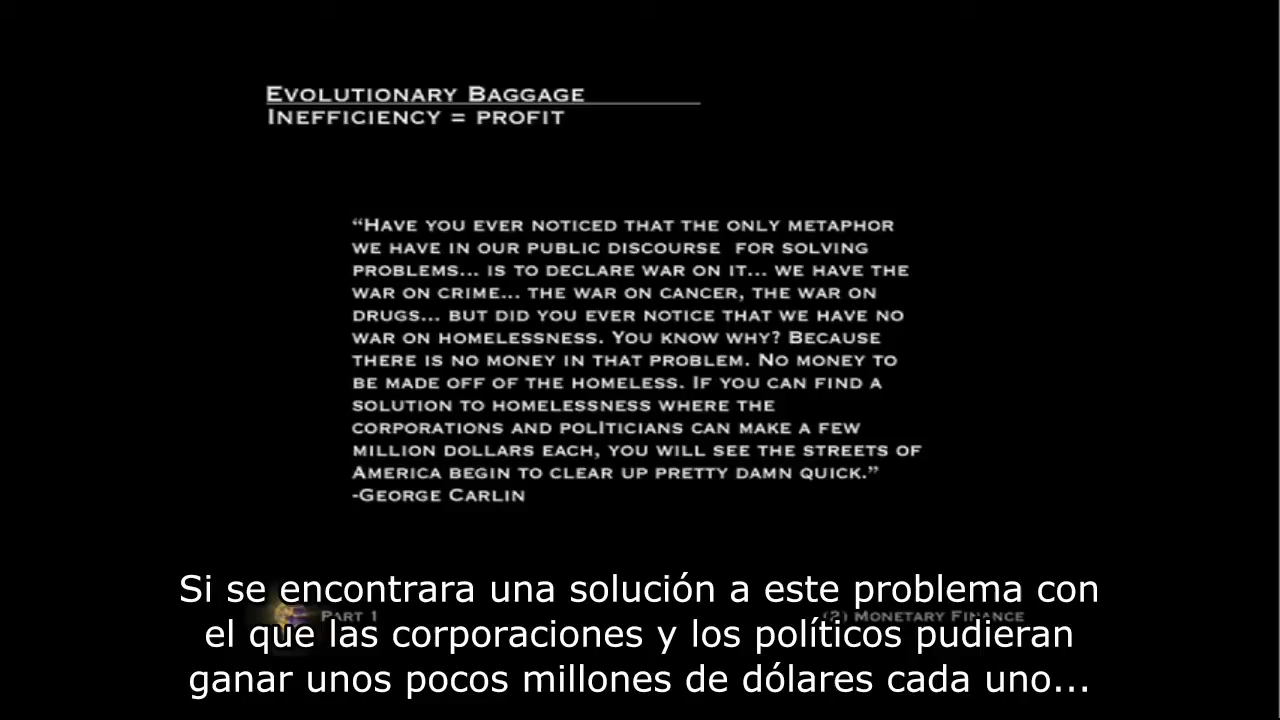 EVOLUTIONARY BAGGAGE
INEFFICIENCY = PROFIT
“HAVE YOU EVER NOTICED THAT THE ONLY METAPHOR
WE HAVE IN OUR PUBLIC DISCOURSE FOR SOLVING
PROBLEMS... IS TO DECLARE WAR ON IT... WE HAVE THE
WAR ON CRIME... THE WAR ON CANCER, THE WAR ON
DRUGS... BUT DID YOU EVER NOTICE THAT WE HAVE NO
WAR ON HOMELESSNESS. YOU KNOW WHY? BECAUSE
THERE IS NO MONEY IN THAT PROBLEM. NO MONEY TO
BE MADE OFF OF THE HOMELESS. IF YOU CAN FIND A
SOLUTION TO HOMELESSNESS WHERE THE
CORPORATIONS AND POLITICIANS CAN MAKE A FEW
MILLION DOLLARS EACH, YOU WILL SEE THE STREETS OF
AMERICA BEGIN TO CLEAR UP PRETTY DAMN QUICK.”
-GEORGE CARLIN
Si se encontrara una solución a este problema con
PART 1 (2) MONETARY FINANCE
el que las corporaciones y los políticos pudieran
ganar unos pocos millones de dólares cada uno...